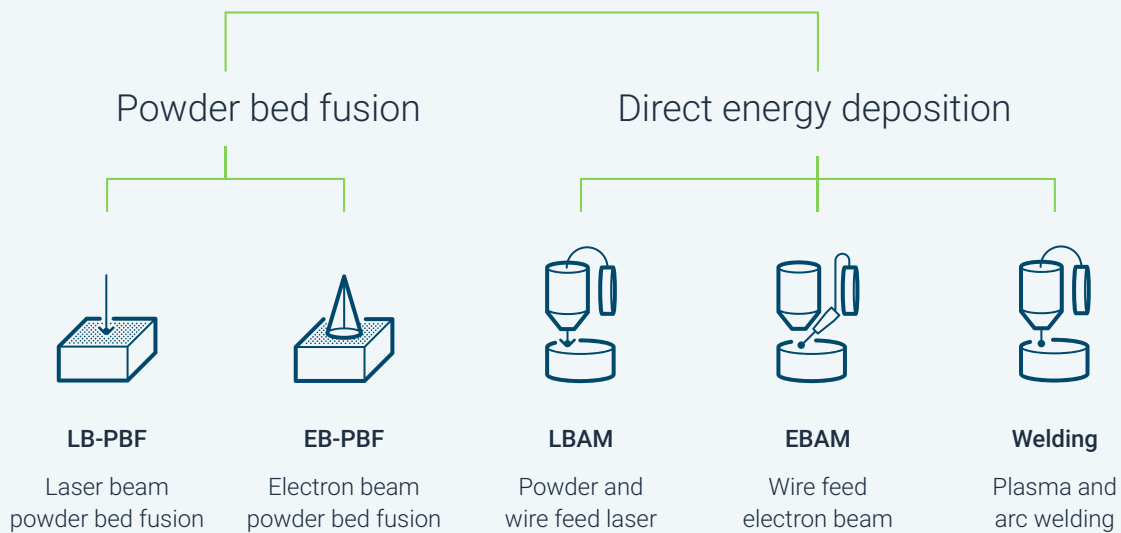 Powder bed fusion
Direct energy deposition
LB-PBF
Laser beam
powder bed fusion
EB-PBF
Electron beam
powder bed fusion
LBAM
Powder and
wire feed laser
EBAM
Wire feed
electron beam
Welding
Plasma and
arc welding